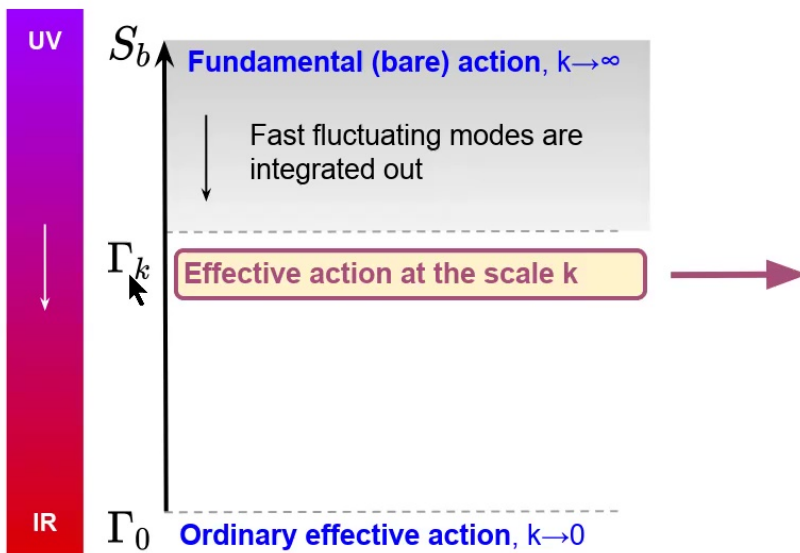 UV
S_b
Fundamental (bare) action, k→∞
Fast fluctuating modes are
integrated out
Γ_k
Effective action at the scale k
IR
Γ_0
Ordinary effective action, k→0